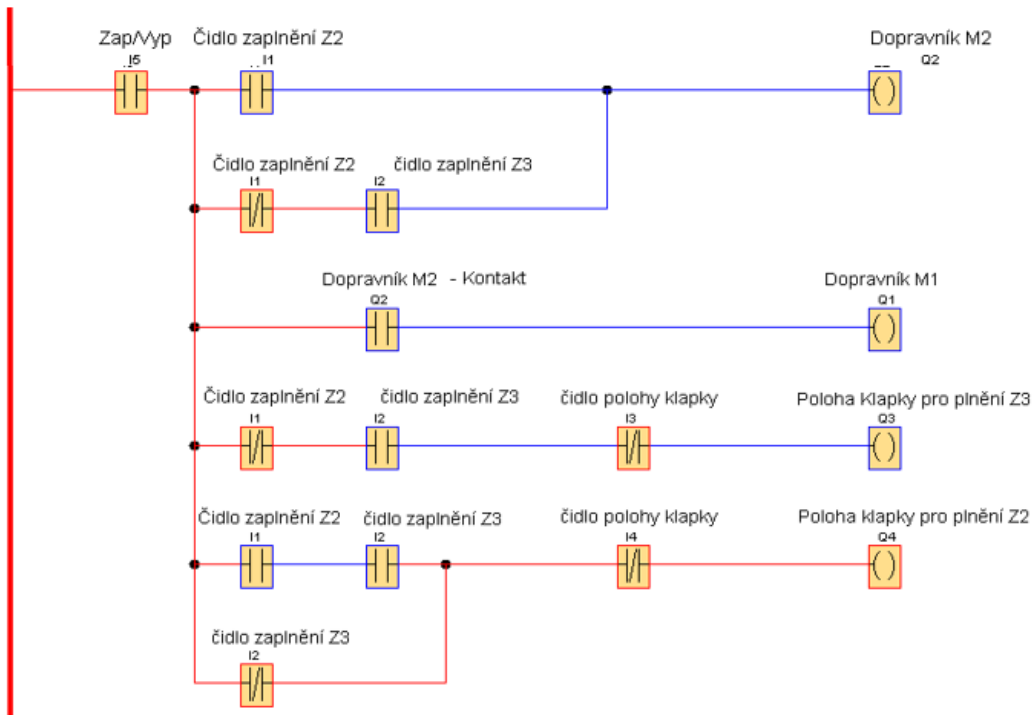 Zap/Vyp Čidlo zaplnění Z2 Dopravník M2
I5 I1 Q2
Čidlo zaplnění Z2 čidlo zaplnění Z3
I1 I2
Dopravník M2 - Kontakt Dopravník M1
Q2 Q1
Čidlo zaplnění Z2 čidlo zaplnění Z3 čidlo polohy klapky Poloha Klapky pro plnění Z3
I1 I2 I3 Q3
Čidlo zaplnění Z2 čidlo zaplnění Z3 čidlo polohy klapky Poloha klapky pro plnění Z2
I1 I2 I4 Q4
čidlo zaplnění Z3
I2